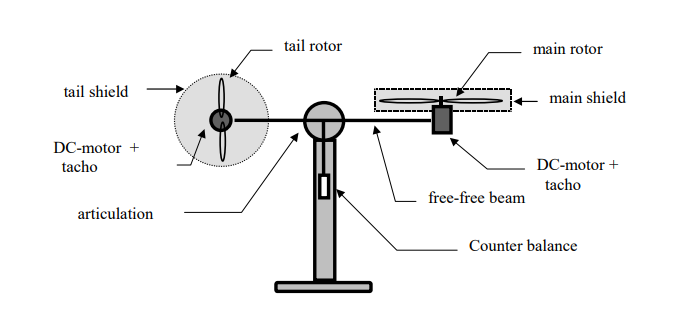 tail rotor
main rotor
tail shield
main shield
DC-motor +
tacho
DC-motor +
tacho
free-free beam
articulation
Counter balance